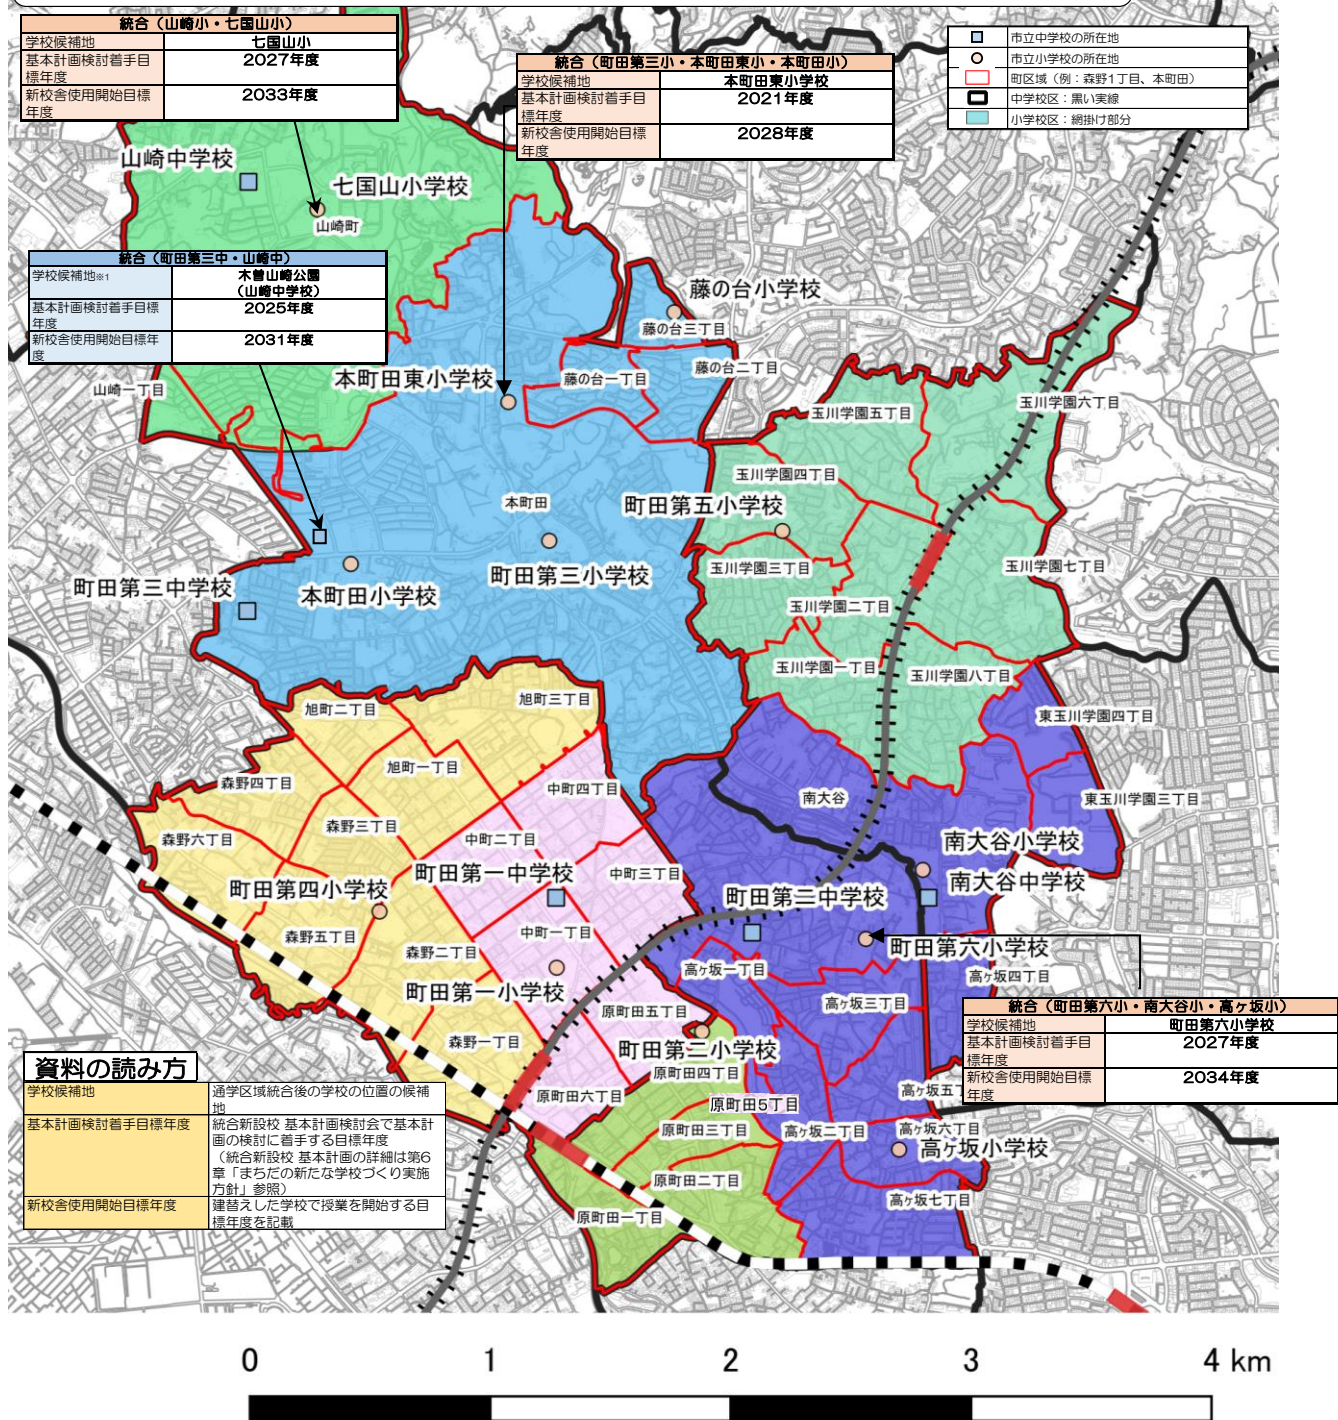 統合（山崎小・七国山小）
学校候補地 七国山小
基本計画検討着手目標年度 2027年度
新校舎使用開始目標年度 2033年度
統合（町田第三小・本町田東小・本町田小）
学校候補地 本町田東小学校
基本計画検討着手目標年度 2021年度
新校舎使用開始目標年度 2028年度
市立中学校の所在地
市立小学校の所在地
町区域（例：森野1丁目、本町田）
中学校区：黒い実線
小学校区：網掛け部分
山崎中学校
七国山小学校
山崎町
統合（町田第三中・山崎中）
学校候補地※1 木曽山崎公園
（山崎中学校）
基本計画検討着手目標年度 2025年度
新校舎使用開始目標年度 2031年度
藤の台小学校
藤の台三丁目
山崎一丁目
本町田東小学校
藤の台一丁目
藤の台二丁目
玉川学園五丁目
玉川学園六丁目
玉川学園四丁目
本町田
町田第五小学校
町田第三中学校
本町田小学校
町田第三小学校
玉川学園三丁目
玉川学園七丁目
玉川学園二丁目
玉川学園一丁目
玉川学園八丁目
旭町二丁目
旭町三丁目
東玉川学園四丁目
森野四丁目
旭町一丁目
中町四丁目
南大谷
東玉川学園三丁目
森野六丁目
森野三丁目
中町二丁目
南大谷小学校
町田第四小学校
町田第一中学校
中町三丁目
町田第二中学校
南大谷中学校
森野五丁目
森野二丁目
中町一丁目
町田第六小学校
高ヶ坂一丁目
高ヶ坂四丁目
町田第一小学校
原町田五丁目
高ヶ坂三丁目
統合（町田第六小・南大谷小・高ヶ坂小）
学校候補地 町田第六小学校
基本計画検討着手目標年度 2027年度
新校舎使用開始目標年度 2034年度
森野一丁目
町田第二小学校
原町田四丁目
原町田六丁目
原町田5丁目
高ヶ坂五丁
原町田三丁目
高ヶ坂二丁目
高ヶ坂六丁目
高ヶ坂小学校
原町田二丁目
高ヶ坂七丁目
原町田一丁目
資料の読み方
学校候補地 通学区域統合後の学校の位置の候補地
基本計画検討着手目標年度 統合新設校 基本計画検討会で基本計画の検討に着手する目標年度
（統合新設校 基本計画の詳細は第6章「まちだの新たな学校づくり実施方針」参照）
新校舎使用開始目標年度 建替えした学校で授業を開始する目標年度を記載
0 1 2 3 4 km